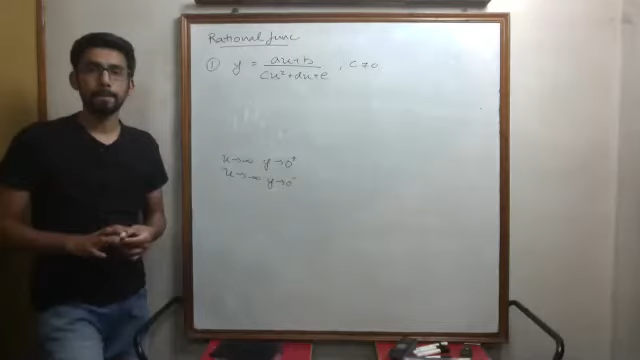 Rational func
① y = (ax+b)/(cx²+dx+e) , c≠0
x→∞ y→0⁺
x→-∞ y→0⁻